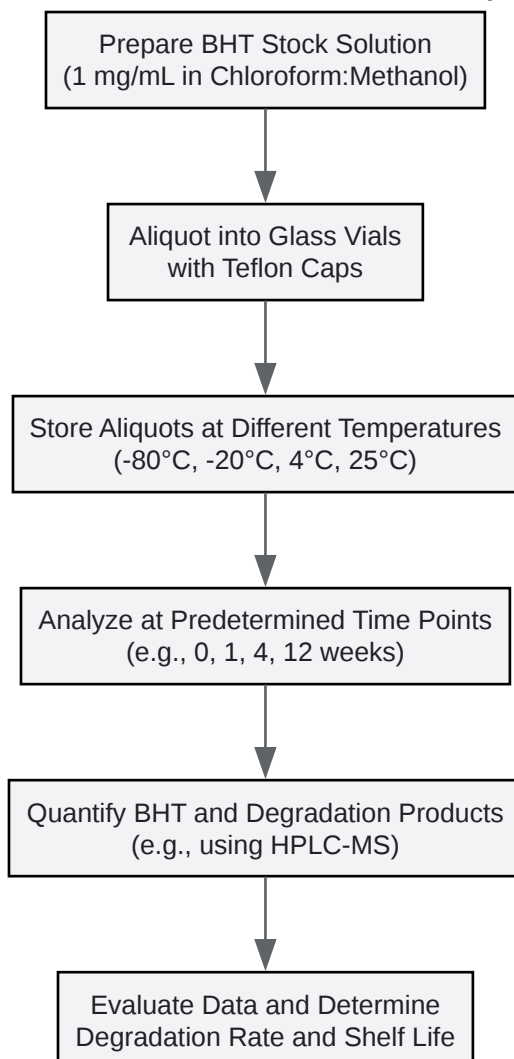 Prepare BHT Stock Solution
(1 mg/mL in Chloroform:Methanol)
Aliquot into Glass Vials
with Teflon Caps
Store Aliquots at Different Temperatures
(-80°C, -20°C, 4°C, 25°C)
Analyze at Predetermined Time Points
(e.g., 0, 1, 4, 12 weeks)
Quantify BHT and Degradation Products
(e.g., using HPLC-MS)
Evaluate Data and Determine
Degradation Rate and Shelf Life